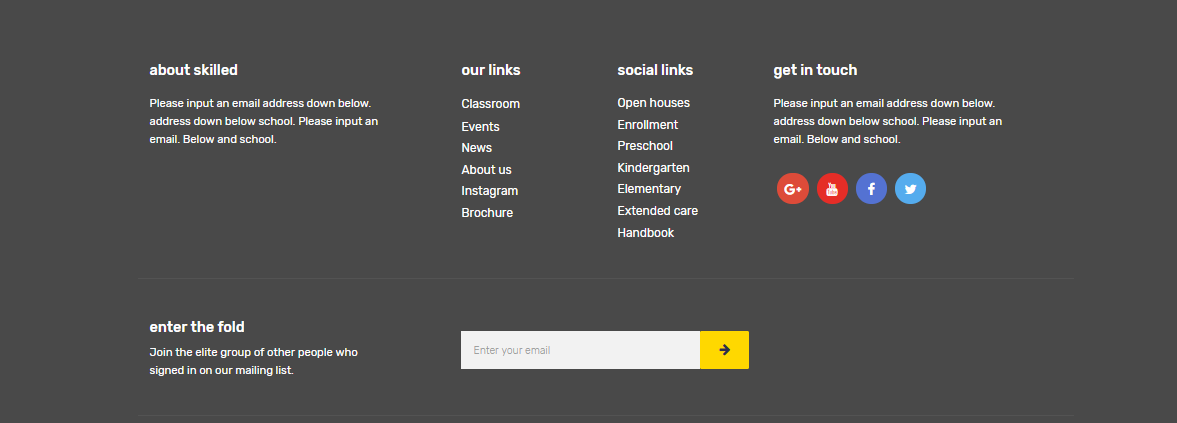 about skilled
Please input an email address down below.
address down below school. Please input an
email. Below and school.
our links
Classroom
Events
News
About us
Instagram
Brochure
social links
Open houses
Enrollment
Preschool
Kindergarten
Elementary
Extended care
Handbook
get in touch
Please input an email address down below.
address down below school. Please input an
email. Below and school.
enter the fold
Join the elite group of other people who
signed in on our mailing list.
Enter your email